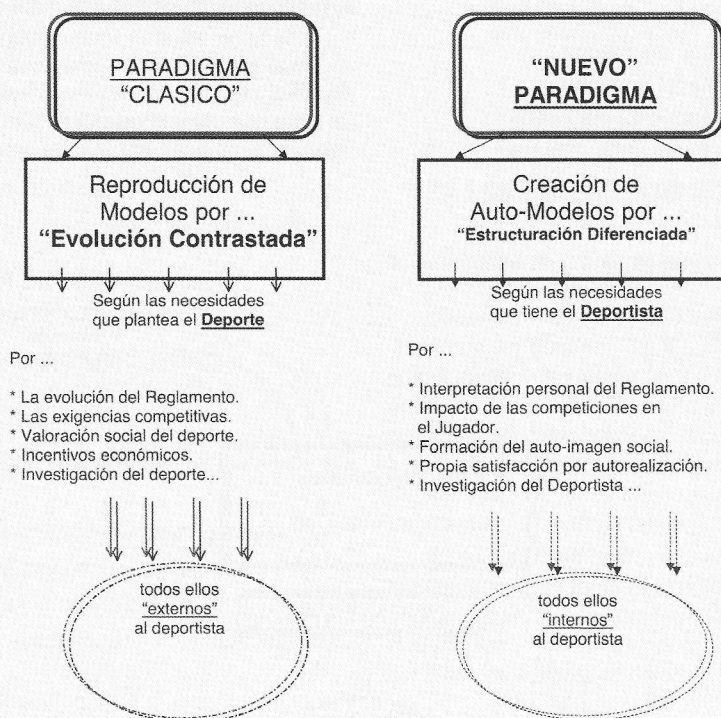 PARADIGMA
“CLASICO”
Reproducción de
Modelos por ...
“Evolución Contrastada”
Según las necesidades
que plantea el Deporte
Por ...
* La evolución del Reglamento.
* Las exigencias competitivas.
* Valoración social del deporte.
* Incentivos económicos.
* Investigación del deporte...
todos ellos
“externos”
al deportista
“NUEVO”
PARADIGMA
Creación de
Auto-Modelos por ...
“Estructuración Diferenciada”
Según las necesidades
que tiene el Deportista
Por ...
* Interpretación personal del Reglamento.
* Impacto de las competiciones en
el Jugador.
* Formación del auto-imagen social.
* Propia satisfacción por autorealización.
* Investigación del Deportista ...
todos ellos
“internos”
al deportista